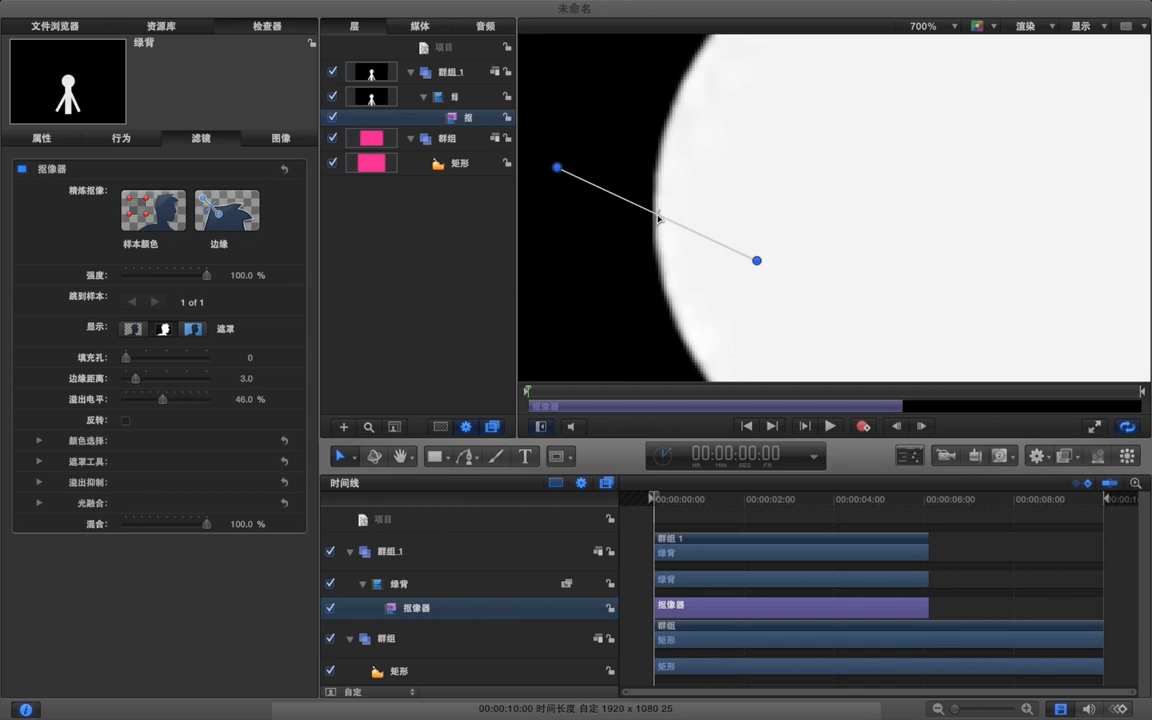 未命名
文件浏览器 资源库 检查器
层 媒体 音频
700% 渲染 显示
绿背
属性 行为 滤镜 图像
抠像器
精炼抠像:
样本颜色 边缘
强度: 100.0 %
跳到样本: 1 of 1
显示: 遮罩
填充孔: 0
边缘距离: 3.0
溢出电平: 46.0 %
反转:
颜色选择:
遮罩工具:
溢出抑制:
光融合:
混合: 100.0 %
项目
群组 1
抠
群组
矩形
抠像器
T
00:00:00:00
HR MIN SEC FR
时间线
00:00:00:00 00:00:02:00 00:00:04:00 00:00:06:00 00:00:08:00
项目
群组 1
绿背
抠像器
群组
矩形
群组 1
绿背
绿背
抠像器
群组
矩形
矩形
自定
00:00:10:00 时间长度 自定 1920 x 1080 25